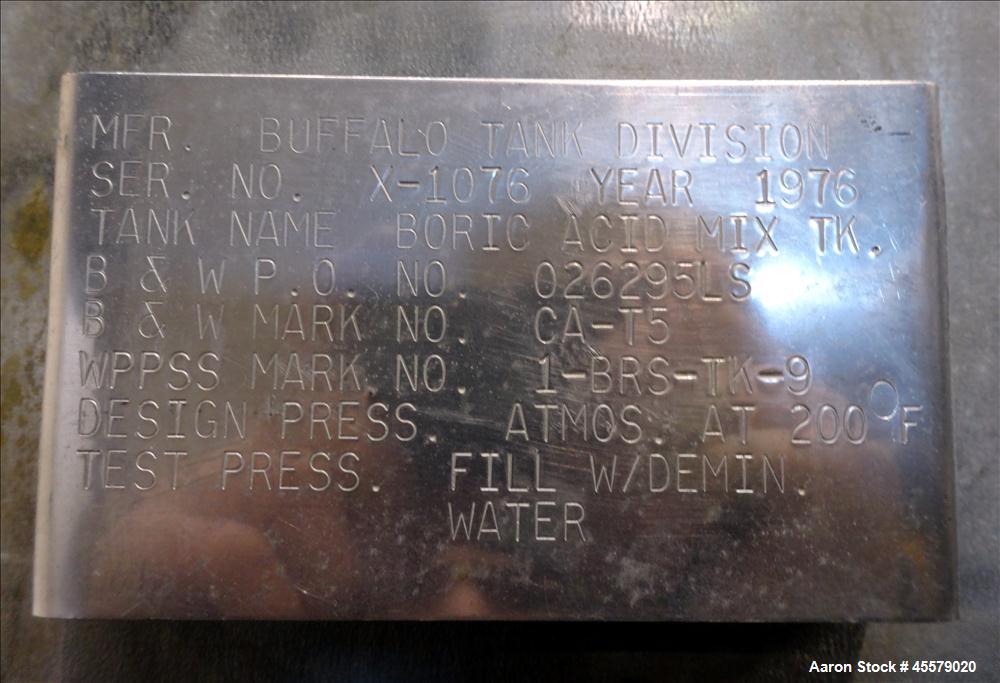 MFR. BUFFALO TANK DIVISION
SER. NO. X-1076 YEAR 1976
TANK NAME BORIC ACID MIX TK.
B & W P.O. NO. 026295LS
B & W MARK NO. CA-T5
WPPSS MARK NO. 1-BRS-TK-9
DESIGN PRESS. ATMOS. AT 200°F
TEST PRESS. FILL W/DEMIN.
WATER
Aaron Stock # 45579020